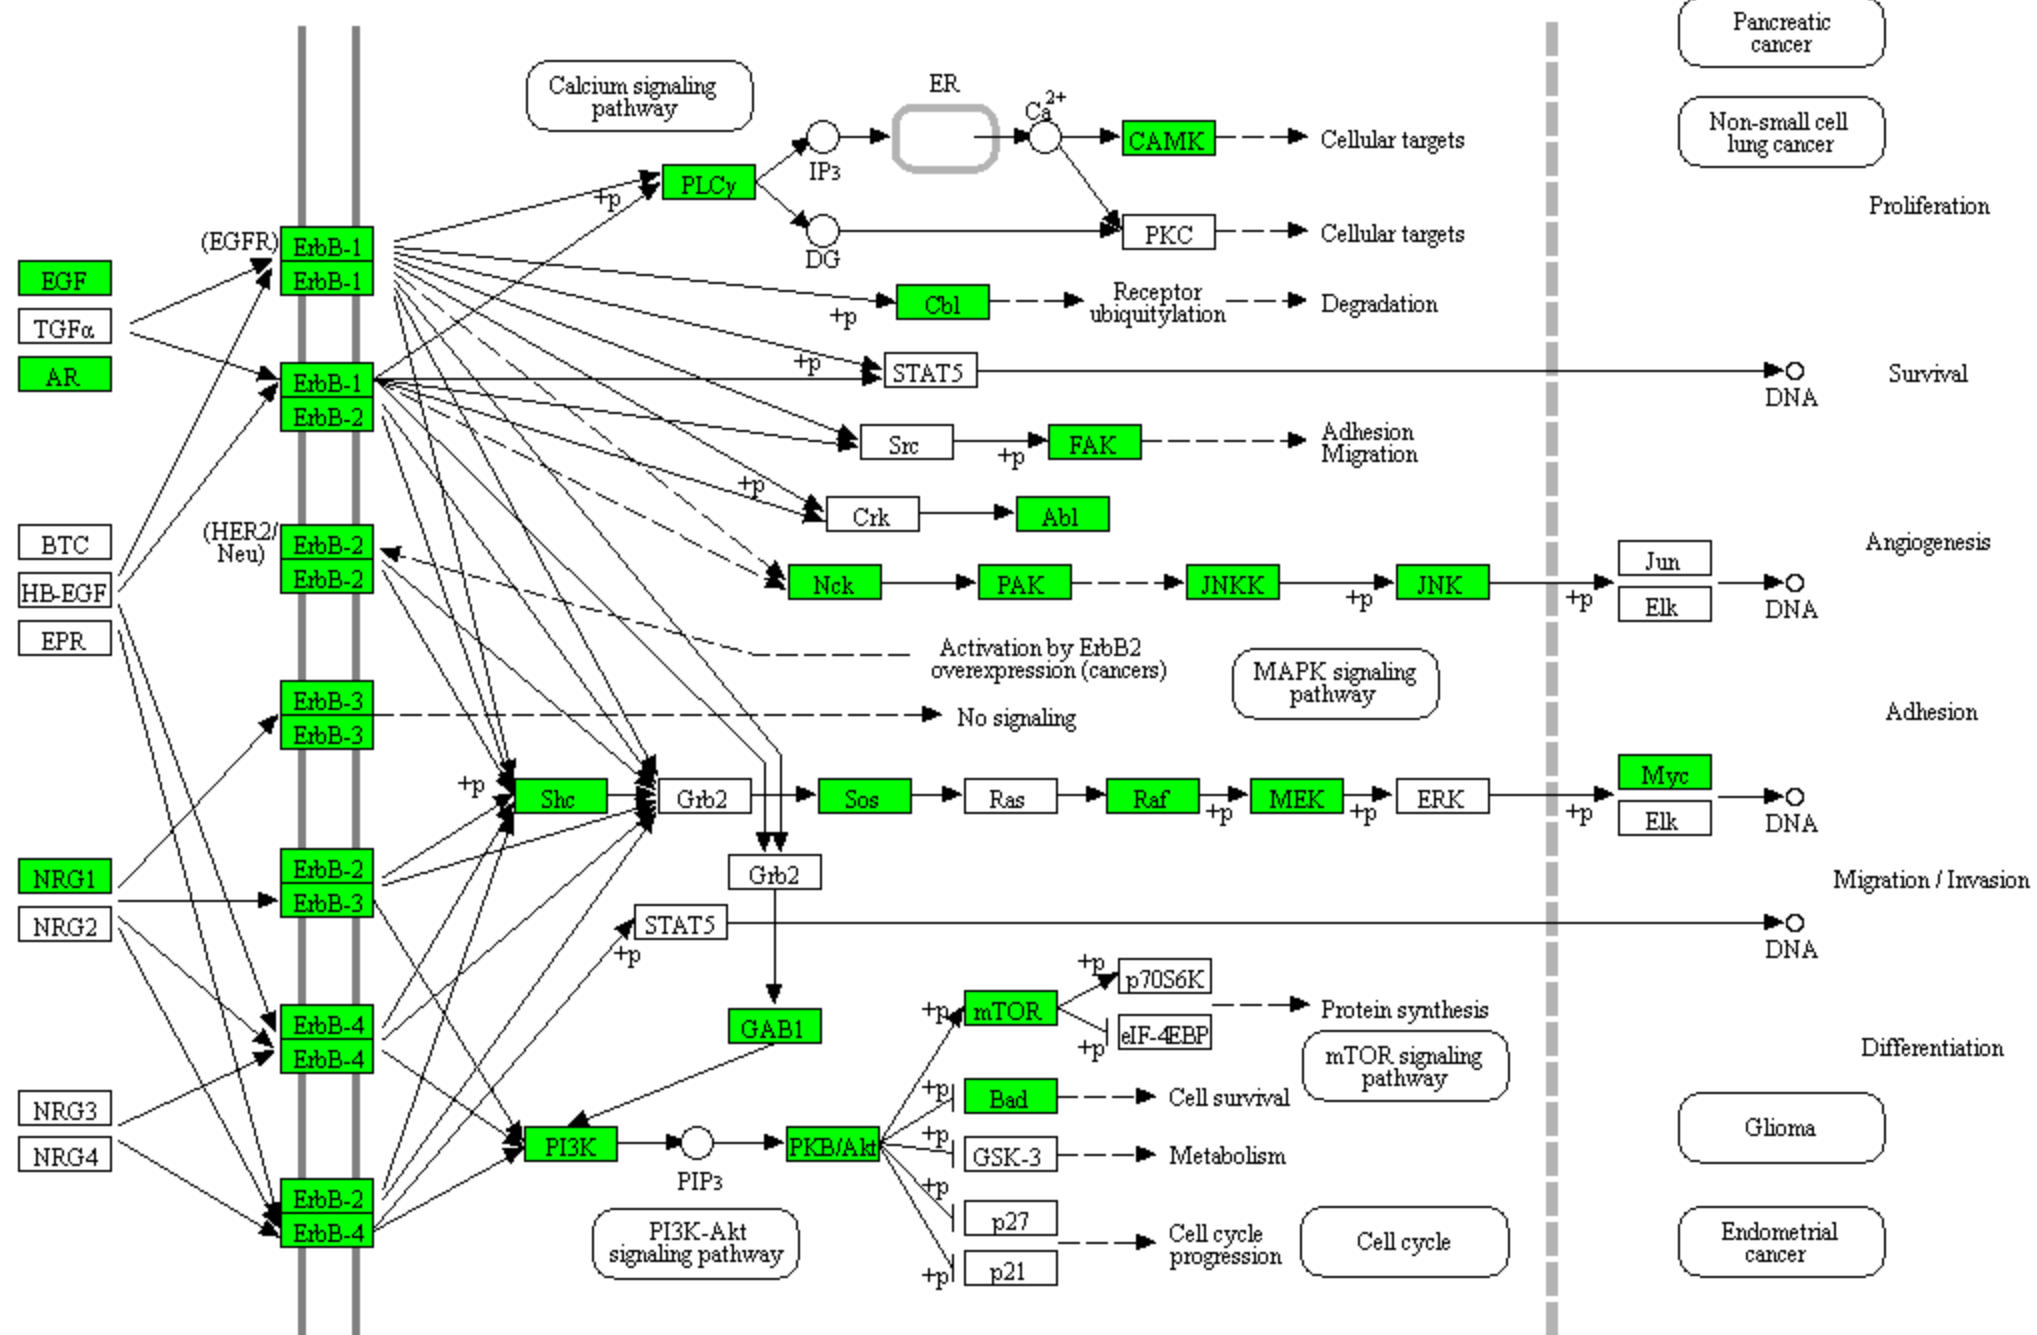 Pancreatic
cancer
Calcium signaling
pathway
ER
Ca2+
CAMK
Cellular targets
Non-small cell
lung cancer
IP3
PLCγ
+p
Proliferation
(EGFR)
ErbB-1
ErbB-1
DG
PKC
Cellular targets
EGF
TGFα
AR
Cbl
+p
Receptor
ubiquitylation
Degradation
ErbB-1
ErbB-2
+p
STAT5
DNA
Survival
Src
+p
FAK
Adhesion
Migration
+p
Crk
Abl
BTC
HB-EGF
EPR
(HER2/
Neu)
ErbB-2
ErbB-2
Nck
PAK
JNKK
+p
JNK
+p
Jun
Elk
DNA
Angiogenesis
Activation by ErbB2
overexpression (cancers)
MAPK signaling
pathway
ErbB-3
ErbB-3
No signaling
Adhesion
+p
Shc
Grb2
Sos
Ras
Raf
+p
MEK
+p
ERK
+p
Myc
Elk
DNA
NRG1
NRG2
ErbB-2
ErbB-3
Grb2
Migration / Invasion
STAT5
+p
DNA
ErbB-4
ErbB-4
GAB1
+p
mTOR
+p
p70S6K
eIF-4EBP
+p
Protein synthesis
mTOR signaling
pathway
Differentiation
NRG3
NRG4
+p
Bad
Cell survival
PI3K
PIP3
PKB/Akt
+p
GSK-3
Metabolism
Glioma
ErbB-2
ErbB-4
PI3K-Akt
signaling pathway
+p
p27
+p
p21
Cell cycle
progression
Cell cycle
Endometrial
cancer